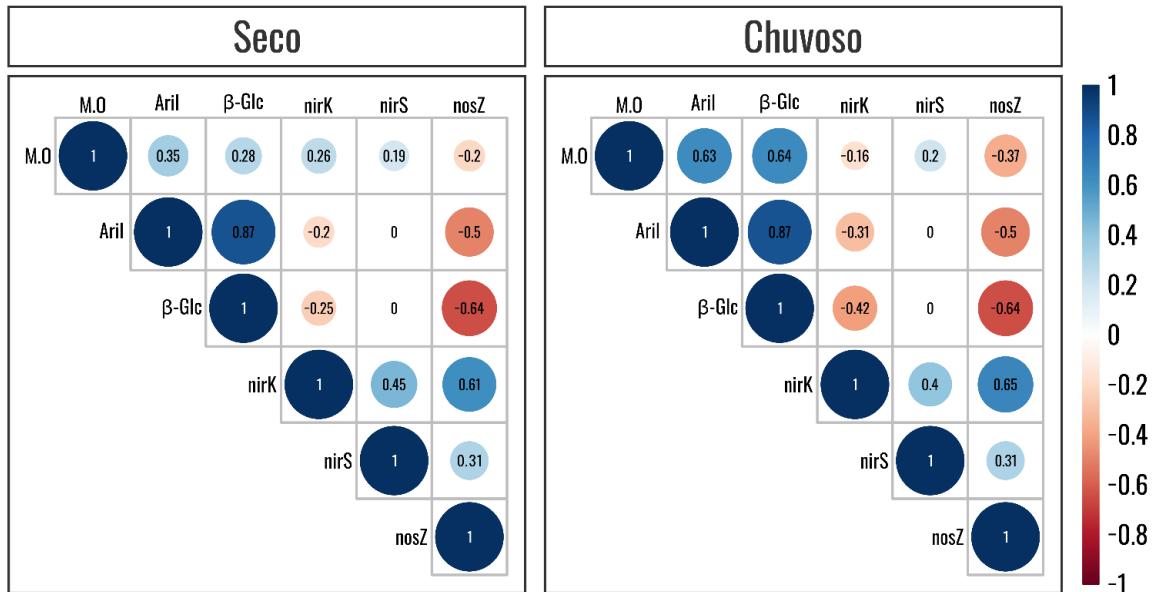 Seco
M.O Aril β-Glc nirK nirS nosZ
M.O 1 0.35 0.28 0.26 0.19 -0.2
Aril 1 0.87 -0.2 0 -0.5
β-Glc 1 -0.25 0 -0.64
nirK 1 0.45 0.61
nirS 1 0.31
nosZ 1
Chuvoso
M.O Aril β-Glc nirK nirS nosZ
M.O 1 0.63 0.64 -0.16 0.2 -0.37
Aril 1 0.87 -0.31 0 -0.5
β-Glc 1 -0.42 0 -0.64
nirK 1 0.4 0.65
nirS 1 0.31
nosZ 1
1
0.8
0.6
0.4
0.2
0
-0.2
-0.4
-0.6
-0.8
-1